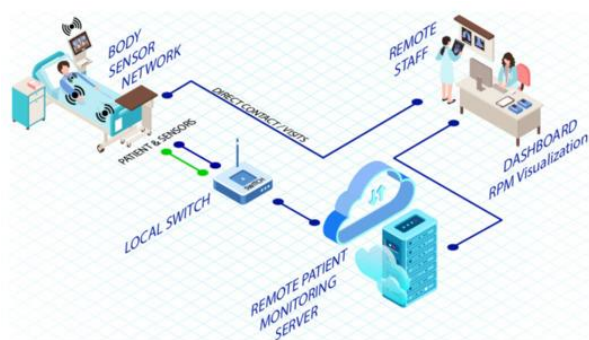 BODY
SENSOR
NETWORK
REMOTE
STAFF
DIRECT CONTACT / VISITS
PATIENT & SENSORS
SWITCH
LOCAL SWITCH
DASHBOARD
RPM Visualization
REMOTE PATIENT
MONITORING
SERVER